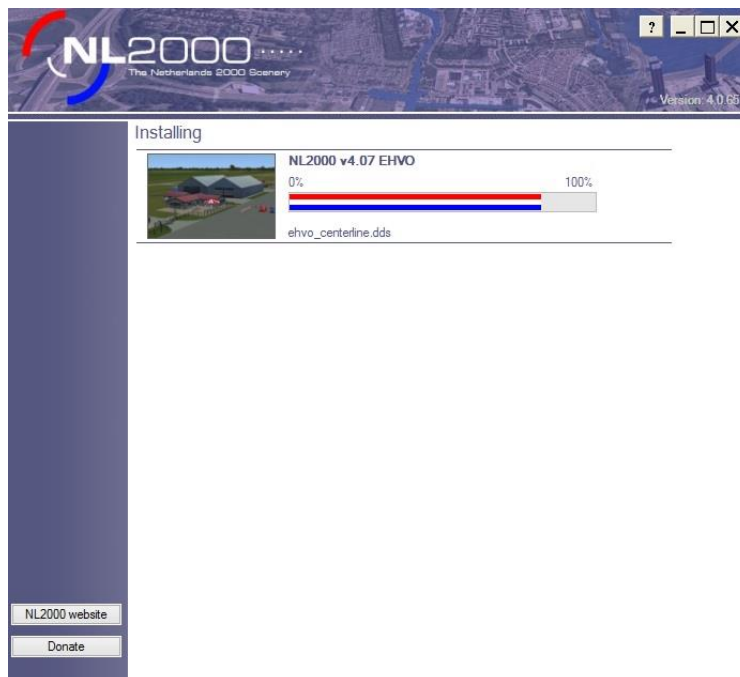 NL2000
The Netherlands 2000 Scenery
?
Version: 4.0.65
Installing
NL2000 v4.07 EHVO
0% 100%
ehvo_centerline.dds
NL2000 website
Donate